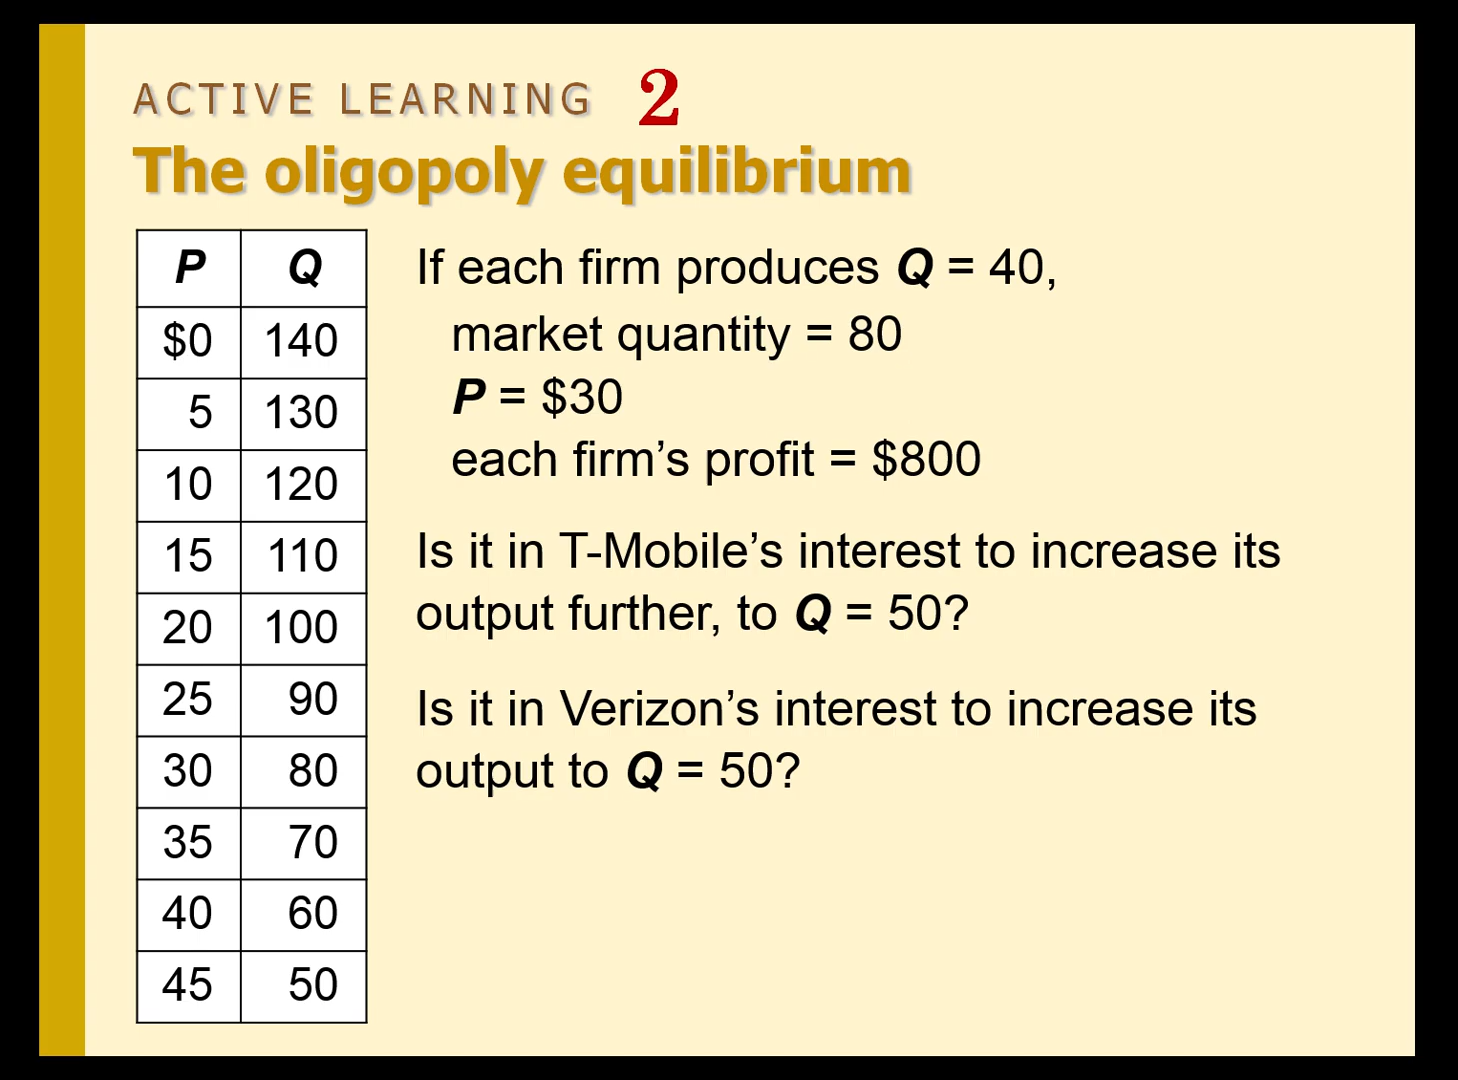 ACTIVE LEARNING 2
The oligopoly equilibrium
P Q
$0 140
5 130
10 120
15 110
20 100
25 90
30 80
35 70
40 60
45 50
If each firm produces Q = 40,
market quantity = 80
P = $30
each firm’s profit = $800
Is it in T-Mobile’s interest to increase its
output further, to Q = 50?
Is it in Verizon’s interest to increase its
output to Q = 50?